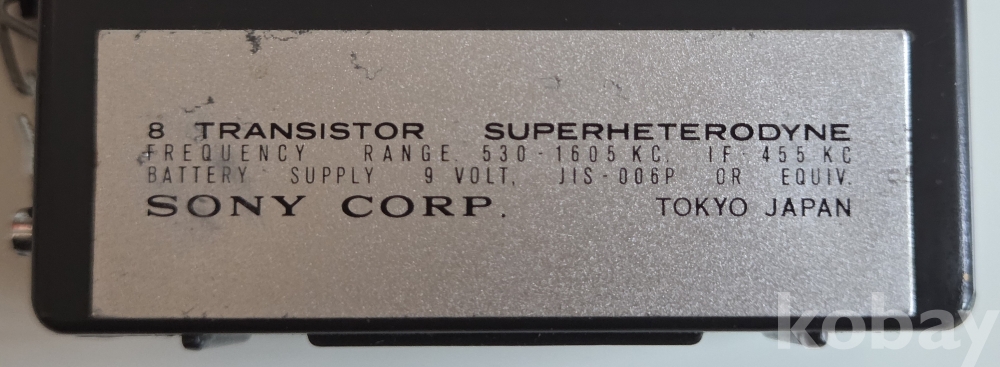 8 TRANSISTOR SUPERHETERODYNE
FREQUENCY RANGE. 530-1605 KC. IF 455 KC
BATTERY SUPPLY 9 VOLT. JIS-006P OR EQUIV.
SONY CORP. TOKYO JAPAN
kobay